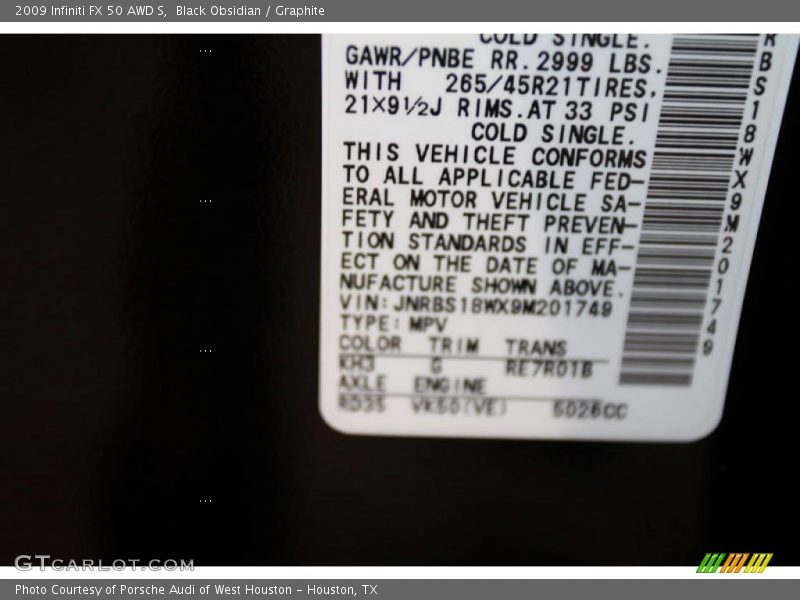 2009 Infiniti FX 50 AWD S, Black Obsidian / Graphite
COLD SINGLE.
GAWR/PNBE RR.2999 LBS.
WITH 265/45R21TIRES,
21X9½J RIMS.AT 33 PSI
COLD SINGLE.
THIS VEHICLE CONFORMS
TO ALL APPLICABLE FED-
ERAL MOTOR VEHICLE SA-
FETY AND THEFT PREVEN-
TION STANDARDS IN EFF-
ECT ON THE DATE OF MA-
NUFACTURE SHOWN ABOVE.
VIN:JNRBS18WX9M201749
TYPE:MPV
COLOR TRIM TRANS
KH3 G RE7R01B
AXLE ENGINE
RD35 VK50(VE) 5026CC
RBS18WX9M201749
GTCARLOT.COM
Photo Courtesy of Porsche Audi of West Houston - Houston, TX